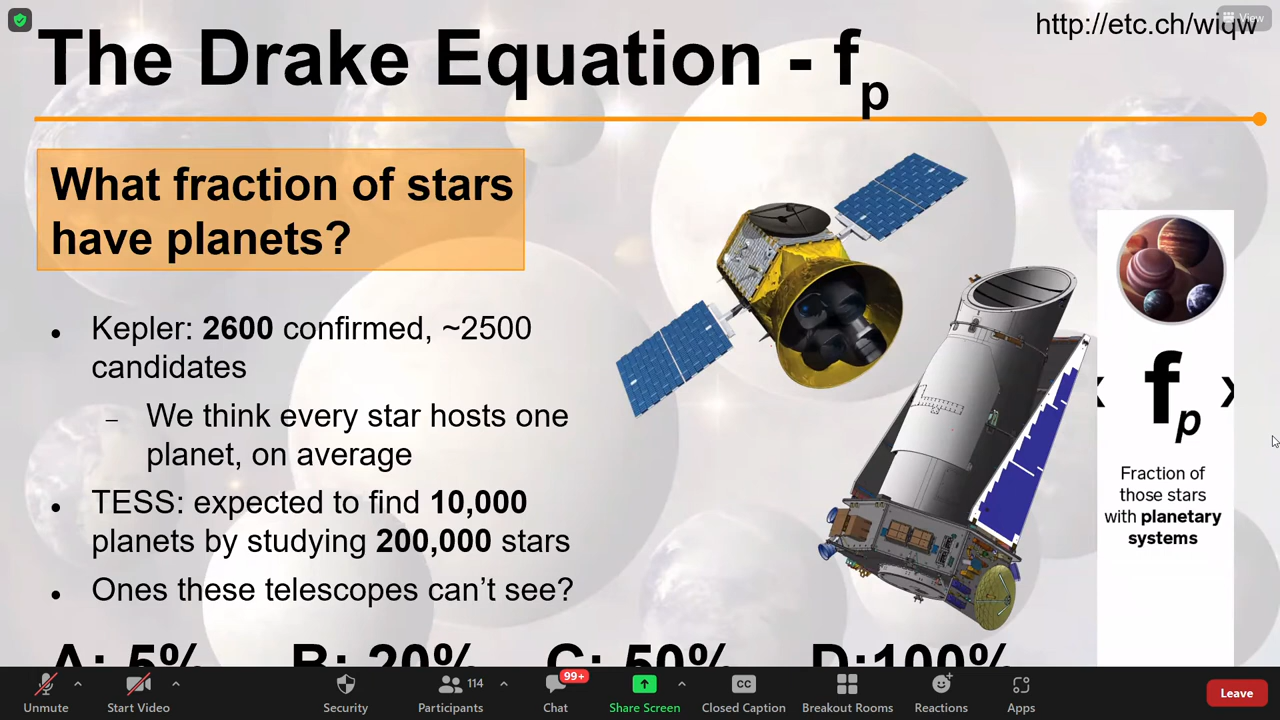 http://etc.ch/wiqw
View
The Drake Equation - fp
What fraction of stars
have planets?
• Kepler: 2600 confirmed, ~2500
candidates
– We think every star hosts one
planet, on average
• TESS: expected to find 10,000
planets by studying 200,000 stars
• Ones these telescopes can’t see?
x fp x
Fraction of
those stars
with planetary
systems
A: 5% B: 20% C: 50% D:100%
Unmute
Start Video
Security
114
Participants
99+
Chat
Share Screen
CC
Closed Caption
Breakout Rooms
Reactions
Apps
Leave